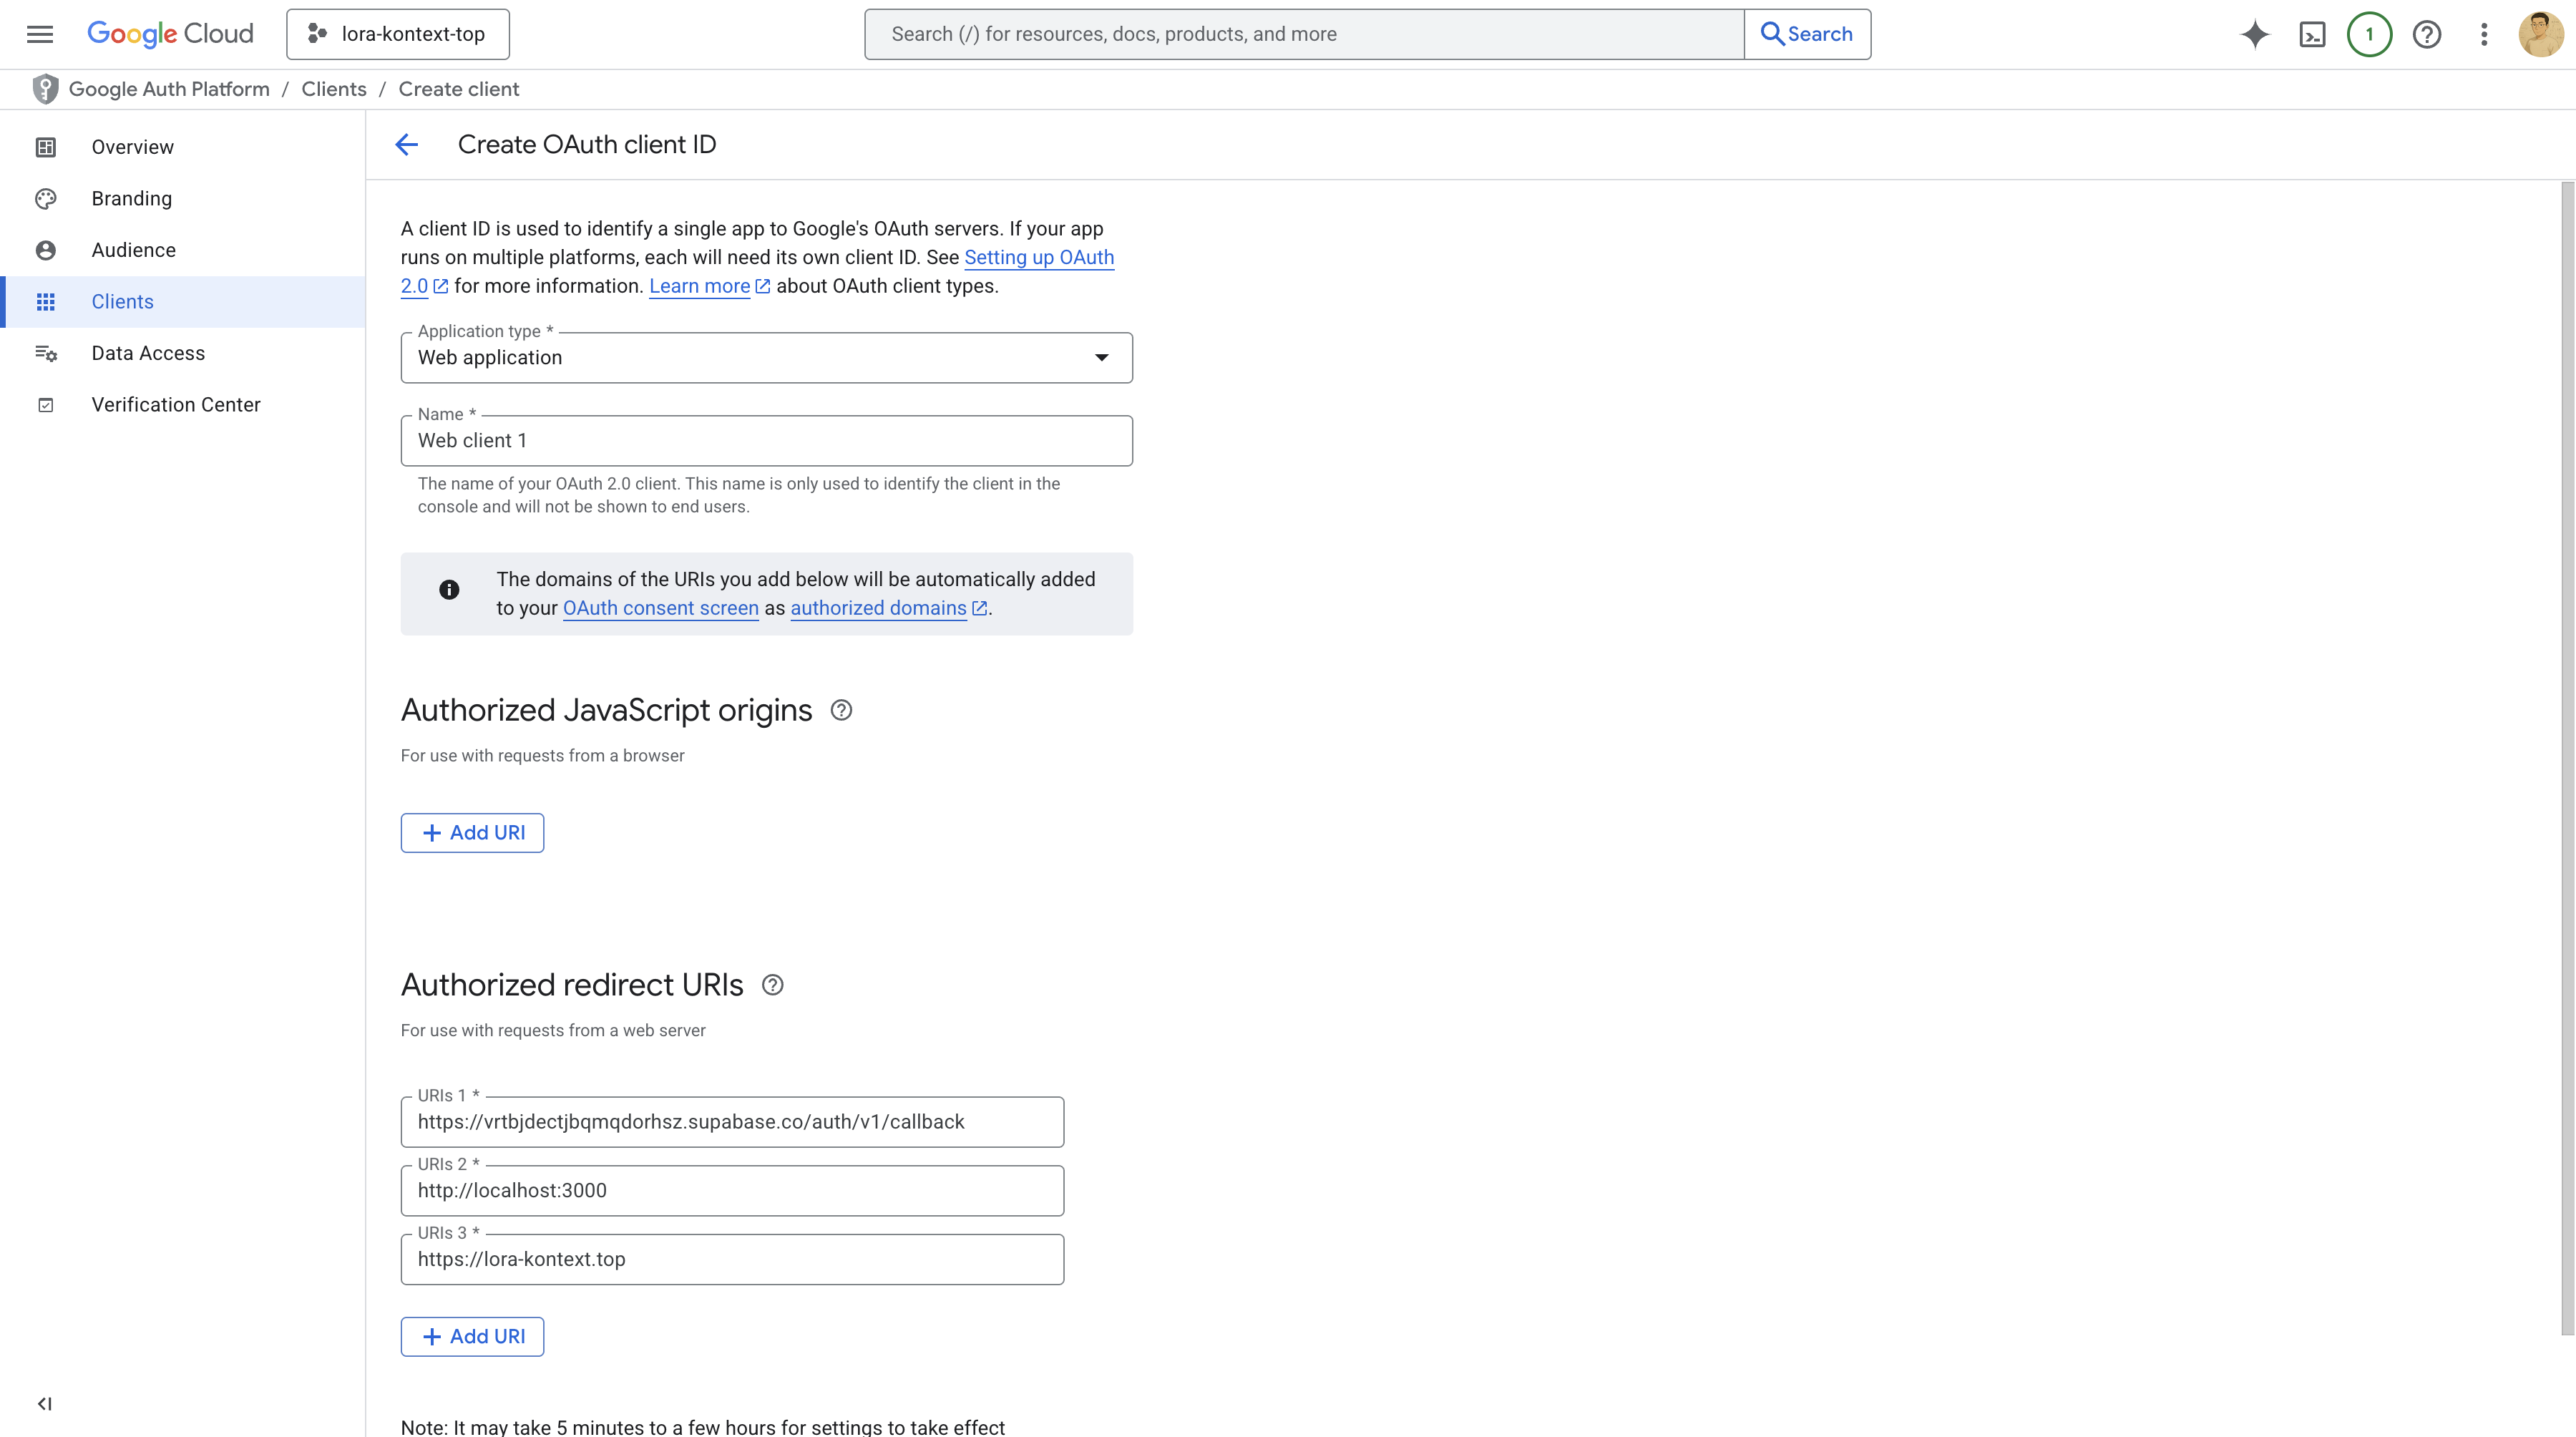 Google Cloud
lora-kontext-top
Search (/) for resources, docs, products, and more
Search
1
Google Auth Platform / Clients / Create client
Overview
Branding
Audience
Clients
Data Access
Verification Center
Create OAuth client ID
A client ID is used to identify a single app to Google's OAuth servers. If your app
runs on multiple platforms, each will need its own client ID. See Setting up OAuth
2.0 for more information. Learn more about OAuth client types.
Application type *
Web application
Name *
Web client 1
The name of your OAuth 2.0 client. This name is only used to identify the client in the
console and will not be shown to end users.
The domains of the URIs you add below will be automatically added
to your OAuth consent screen as authorized domains.
Authorized JavaScript origins
For use with requests from a browser
+ Add URI
Authorized redirect URIs
For use with requests from a web server
URIs 1 *
https://vrtbjdectjbqmqdorhsz.supabase.co/auth/v1/callback
URIs 2 *
http://localhost:3000
URIs 3 *
https://lora-kontext.top
+ Add URI
Note: It may take 5 minutes to a few hours for settings to take effect